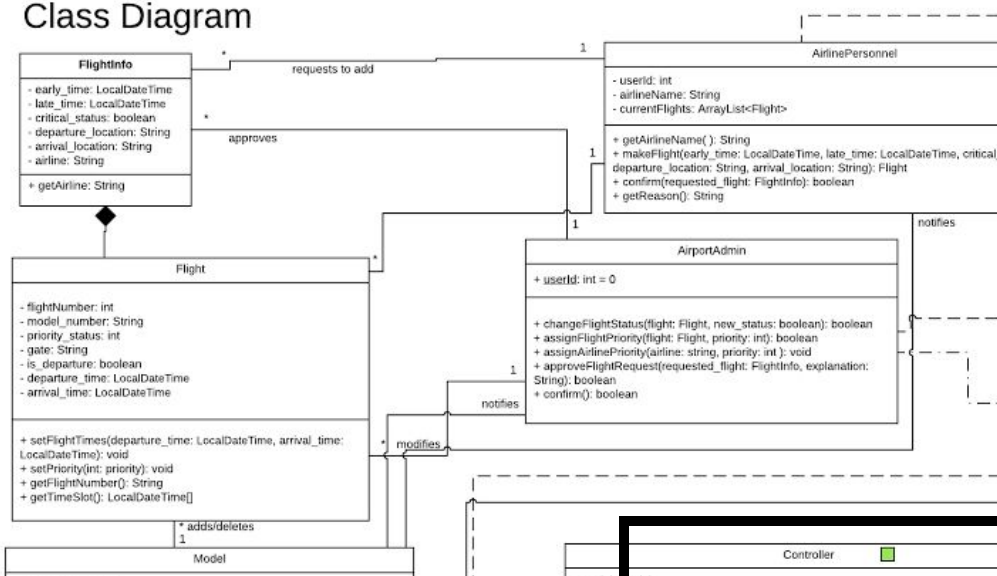 Class Diagram
FlightInfo
- early_time: LocalDateTime
- late_time: LocalDateTime
- critical_status: boolean
- departure_location: String
- arrival_location: String
- airline: String
+ getAirline: String
*
requests to add
1
*
approves
1
AirlinePersonnel
- userId: int
- airlineName: String
- currentFlights: ArrayList<Flight>
+ getAirlineName( ): String
+ makeFlight(early_time: LocalDateTime, late_time: LocalDateTime, critical_
departure_location: String, arrival_location: String): Flight
+ confirm(requested_flight: FlightInfo): boolean
+ getReason(): String
1
*
notifies
Flight
- flightNumber: int
- model_number: String
- priority_status: int
- gate: String
- is_departure: boolean
- departure_time: LocalDateTime
- arrival_time: LocalDateTime
+ setFlightTimes(departure_time: LocalDateTime, arrival_time:
LocalDateTime): void
+ setPriority(int: priority): void
+ getFlightNumber(): String
+ getTimeSlot(): LocalDateTime[]
AirportAdmin
+ userId: int = 0
+ changeFlightStatus(flight: Flight, new_status: boolean): boolean
+ assignFlightPriority(flight: Flight, priority: int): boolean
+ assignAirlinePriority(airline: string, priority: int ): void
+ approveFlightRequest(requested_flight: FlightInfo, explanation:
String): boolean
+ confirm(): boolean
1
notifies
* modifies
* adds/deletes
1
Model
Controller